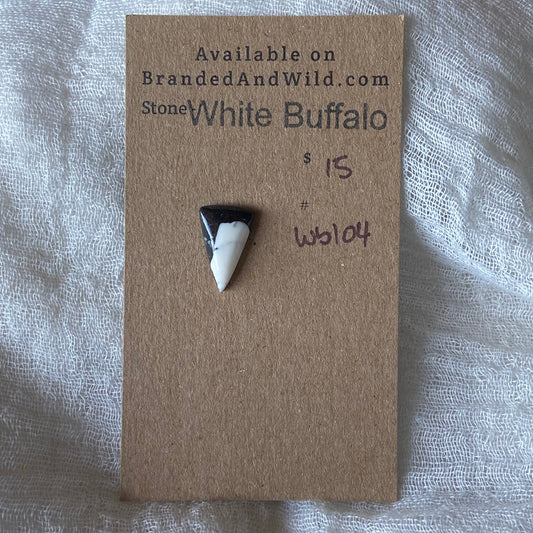 Available on
BrandedAndWild.com
Stone-White Buffalo
$ 15
#
wb104